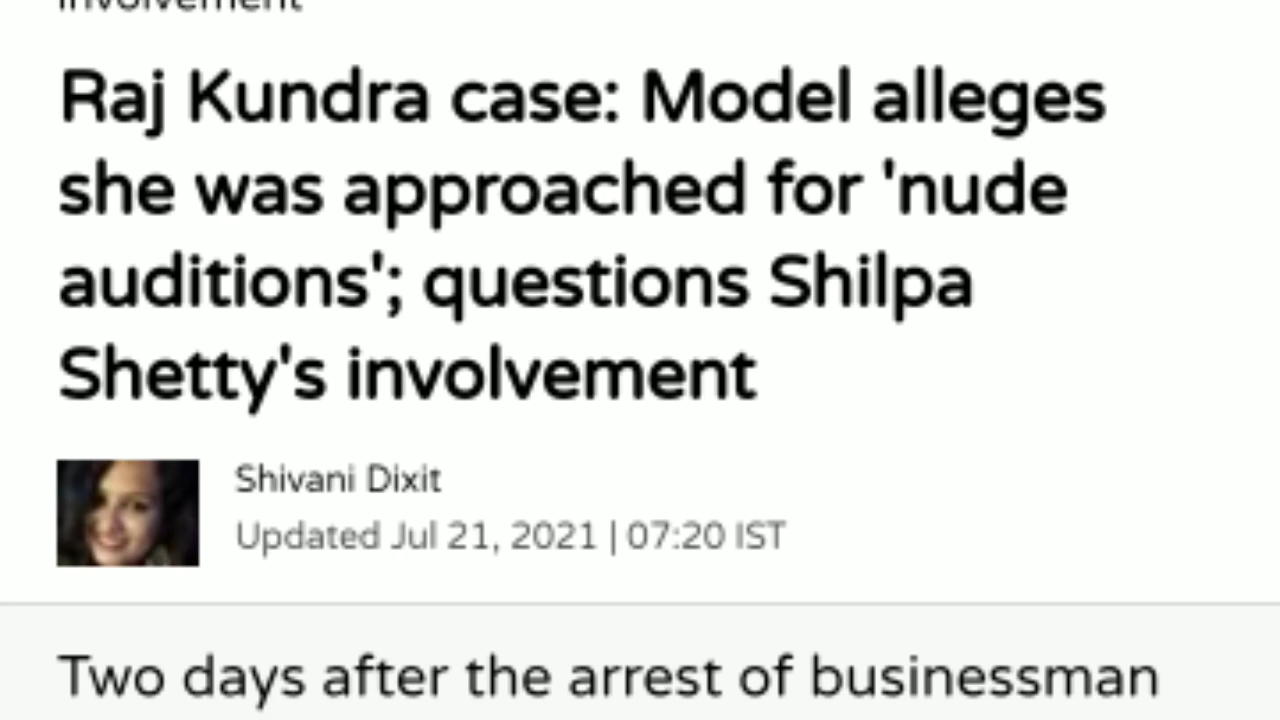 involvement
Raj Kundra case: Model alleges
she was approached for 'nude
auditions'; questions Shilpa
Shetty's involvement
Shivani Dixit
Updated Jul 21, 2021 | 07:20 IST
Two days after the arrest of businessman